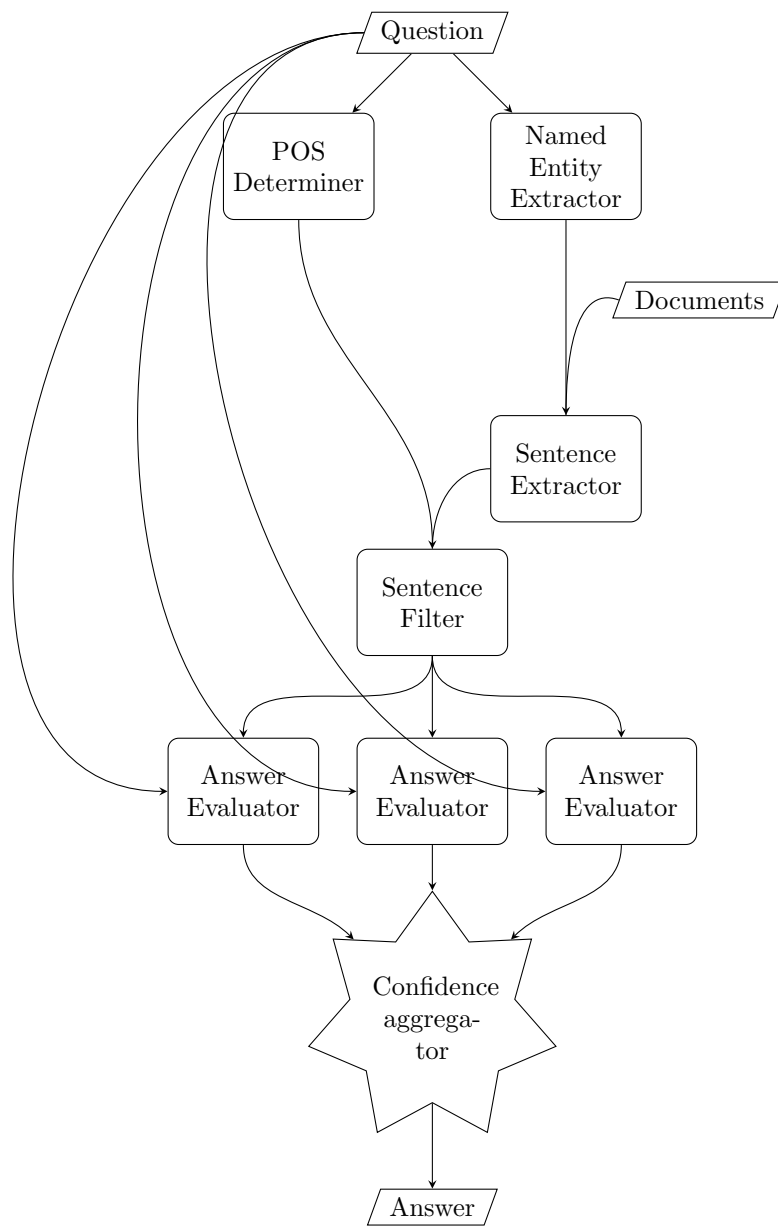 Question
POS
Determiner
Named
Entity
Extractor
Documents
Sentence
Extractor
Sentence
Filter
Answer
Evaluator
Answer
Evaluator
Answer
Evaluator
Confidence
aggrega-
tor
Answer